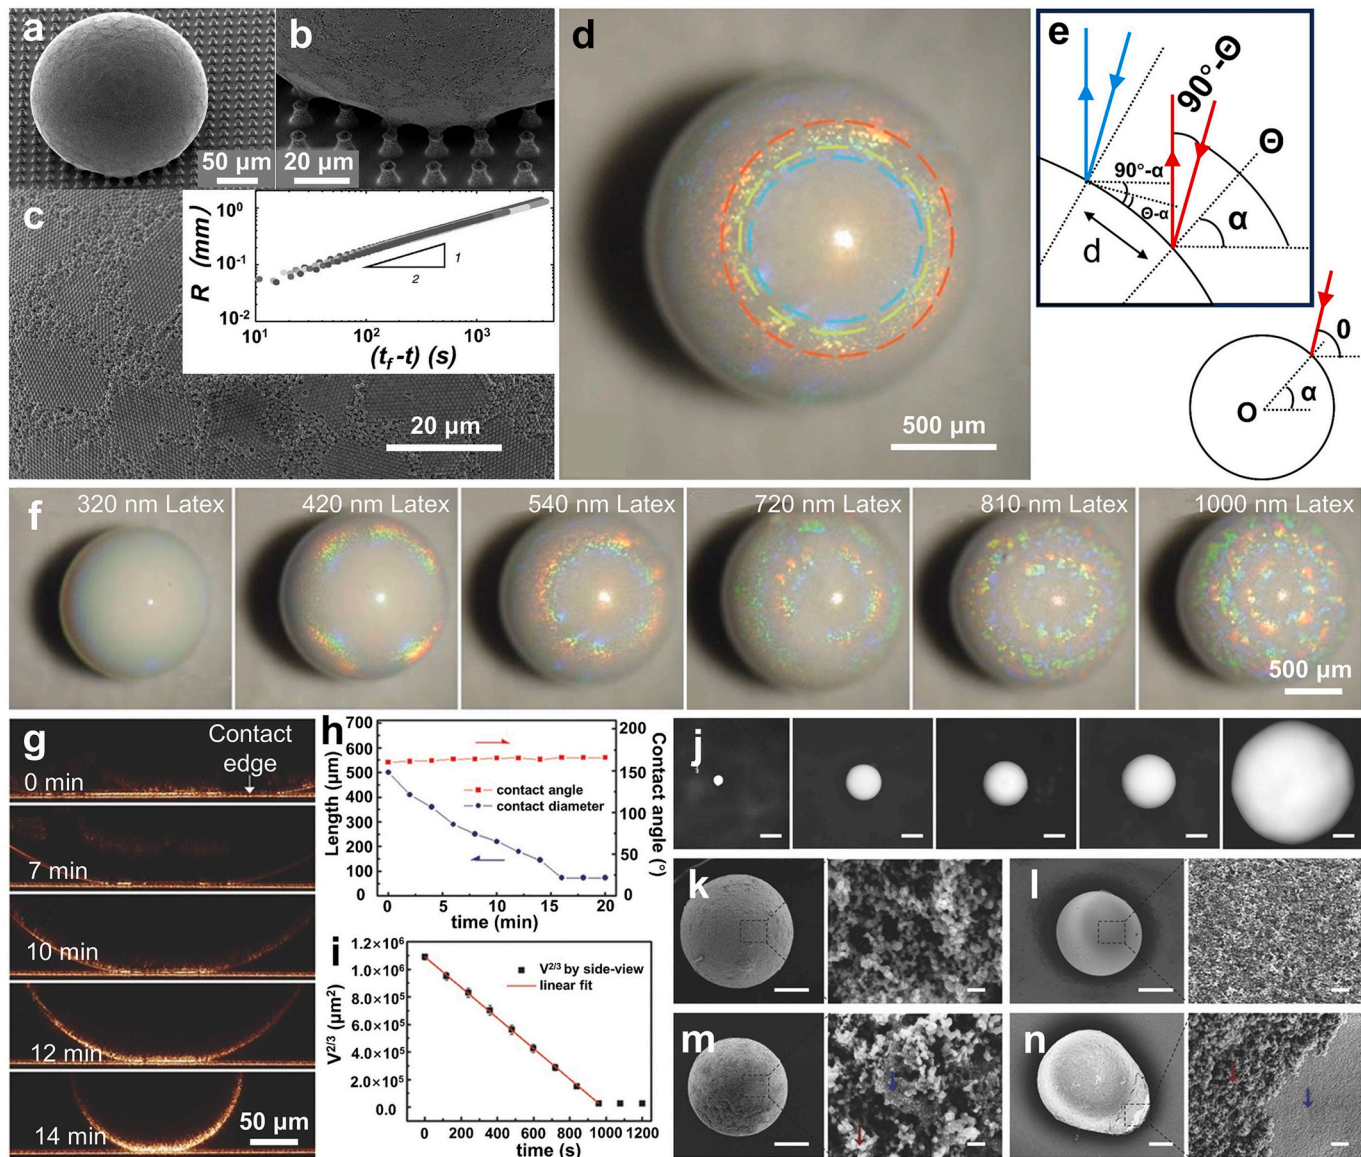 a
50 µm
b
20 µm
c
10⁰
10⁻¹
10⁻²
R (mm)
1
2
10¹
10²
10³
(t_f-t) (s)
20 µm
d
500 µm
e
90°-Θ
Θ
90°-α
Θ-α
α
d
0
α
O
f
320 nm Latex
420 nm Latex
540 nm Latex
720 nm Latex
810 nm Latex
1000 nm Latex
500 µm
g
Contact
edge
0 min
7 min
10 min
12 min
14 min
50 µm
h
700
600
500
400
300
200
100
0
Length (µm)
200
150
100
50
0
Contact angle (°)
contact angle
contact diameter
0
5
10
15
20
time (min)
i
1.2×10⁶
1.0×10⁶
8.0×10⁵
6.0×10⁵
4.0×10⁵
2.0×10⁵
0.0
V²ᐟ³ (µm²)
V²ᐟ³ by side-view
linear fit
0
200
400
600
800
1000
1200
time (s)
j
k
l
m
n